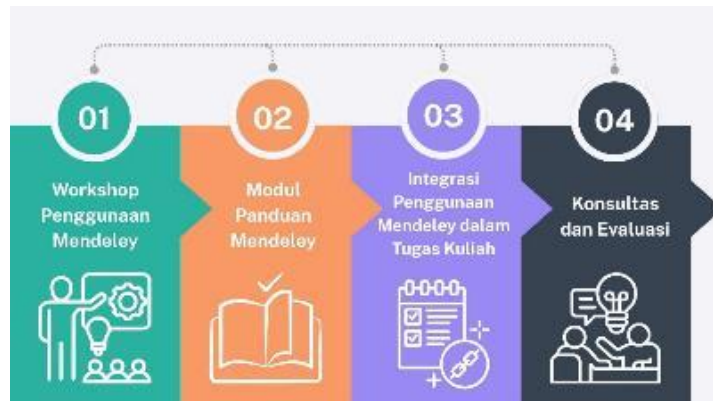 01
Workshop
Penggunaan
Mendeley
02
Modul
Panduan
Mendeley
03
Integrasi
Penggunaan
Mendeley dalam
Tugas Kuliah
04
Konsultas
dan Evaluasi